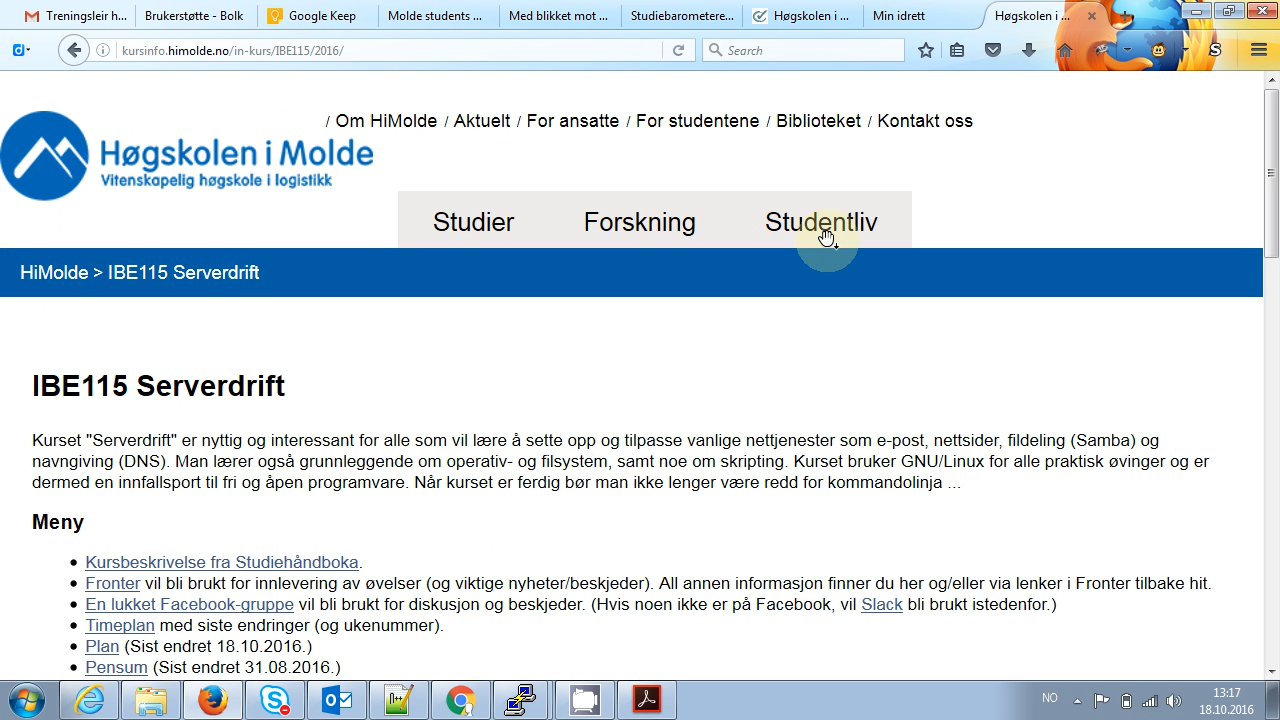 Treningsleir h...
Brukerstøtte - Bolk
Google Keep
Molde students ...
Med blikket mot ...
Studiebarometere...
Høgskolen i ...
Min idrett
Høgskolen i ...
kursinfo.himolde.no/in-kurs/IBE115/2016/
Search
/ Om HiMolde / Aktuelt / For ansatte / For studentene / Biblioteket / Kontakt oss
Høgskolen i Molde
Vitenskapelig høgskole i logistikk
Studier Forskning Studentliv
HiMolde > IBE115 Serverdrift
IBE115 Serverdrift
Kurset "Serverdrift" er nyttig og interessant for alle som vil lære å sette opp og tilpasse vanlige nettjenester som e-post, nettsider, fildeling (Samba) og
navngiving (DNS). Man lærer også grunnleggende om operativ- og filsystem, samt noe om skripting. Kurset bruker GNU/Linux for alle praktisk øvinger og er
dermed en innfallsport til fri og åpen programvare. Når kurset er ferdig bør man ikke lenger være redd for kommandolinja ...
Meny
Kursbeskrivelse fra Studiehåndboka.
Fronter vil bli brukt for innlevering av øvelser (og viktige nyheter/beskjeder). All annen informasjon finner du her og/eller via lenker i Fronter tilbake hit.
En lukket Facebook-gruppe vil bli brukt for diskusjon og beskjeder. (Hvis noen ikke er på Facebook, vil Slack bli brukt istedenfor.)
Timeplan med siste endringer (og ukenummer).
Plan (Sist endret 18.10.2016.)
Pensum (Sist endret 31.08.2016.)
NO
13:17
18.10.2016